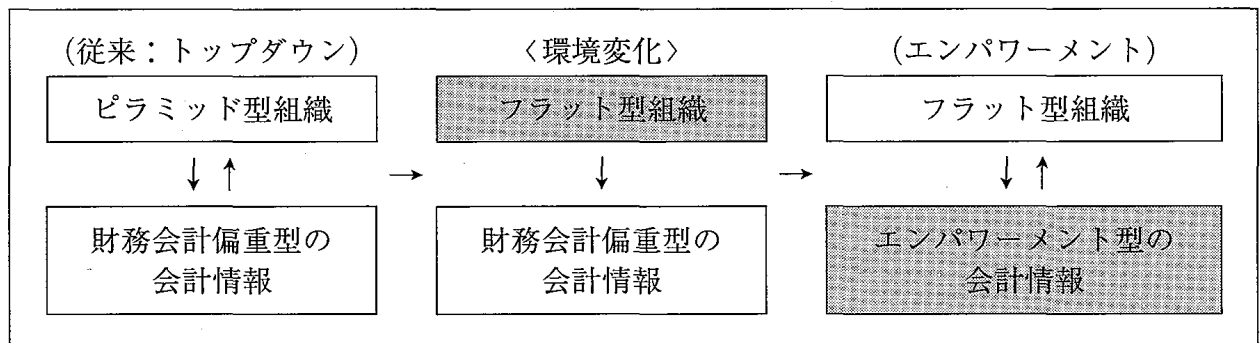 (従来：トップダウン)
〈環境変化〉
(エンパワーメント)
ピラミッド型組織
フラット型組織
フラット型組織
↓ ↑
→
↓
→
↓ ↑
財務会計偏重型の
会計情報
財務会計偏重型の
会計情報
エンパワーメント型の
会計情報